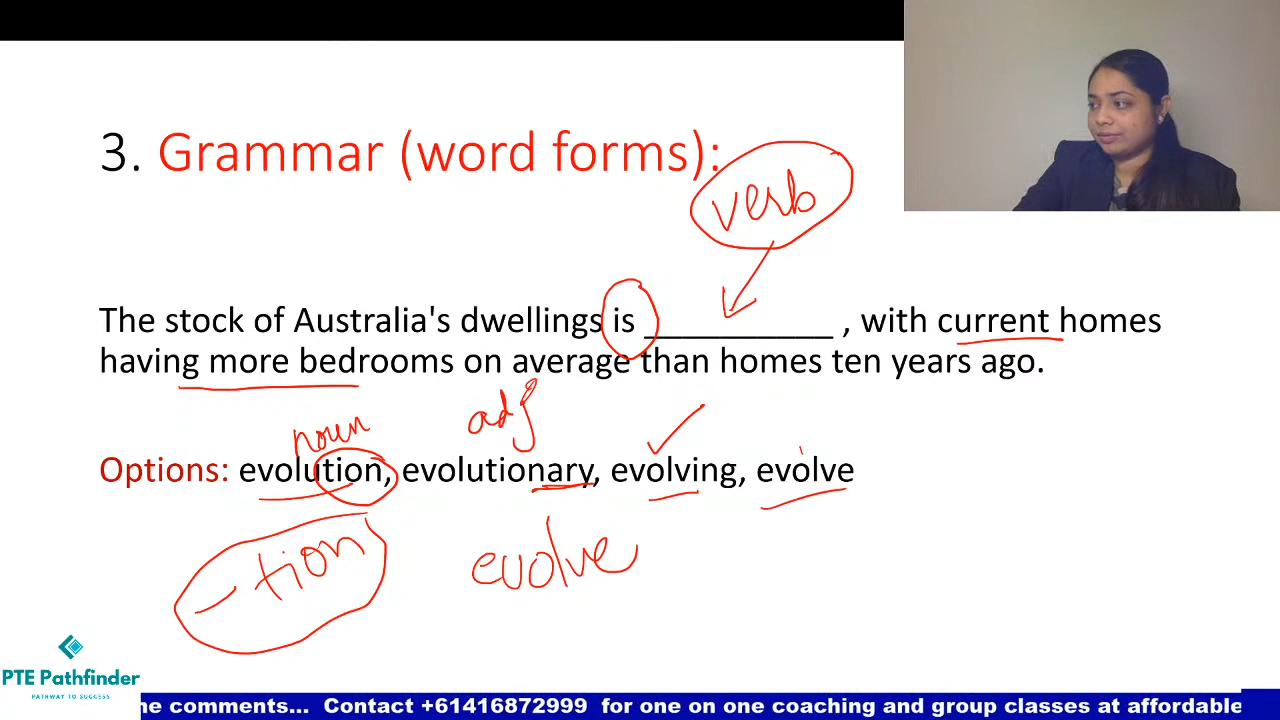 3. Grammar (word forms):
verb
The stock of Australia's dwellings is __________ , with current homes
having more bedrooms on average than homes ten years ago.
noun
adj
Options: evolution, evolutionary, evolving, evolve
-tion
evolve
PTE Pathfinder
PATHWAY TO SUCCESS
he comments... Contact +61416872999 for one on one coaching and group classes at affordable